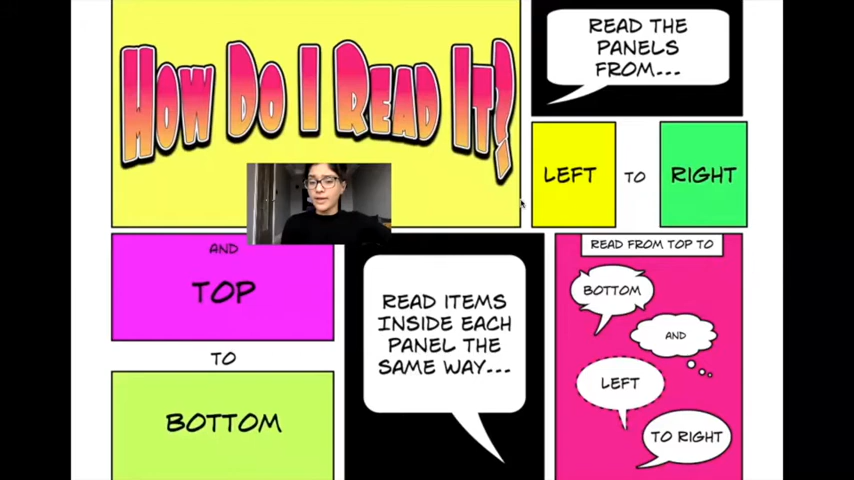 HOW DO I READ IT?
READ THE
PANELS
FROM...
LEFT
TO
RIGHT
AND
TOP
TO
BOTTOM
READ ITEMS
INSIDE EACH
PANEL THE
SAME WAY...
READ FROM TOP TO
BOTTOM
AND
LEFT
TO RIGHT